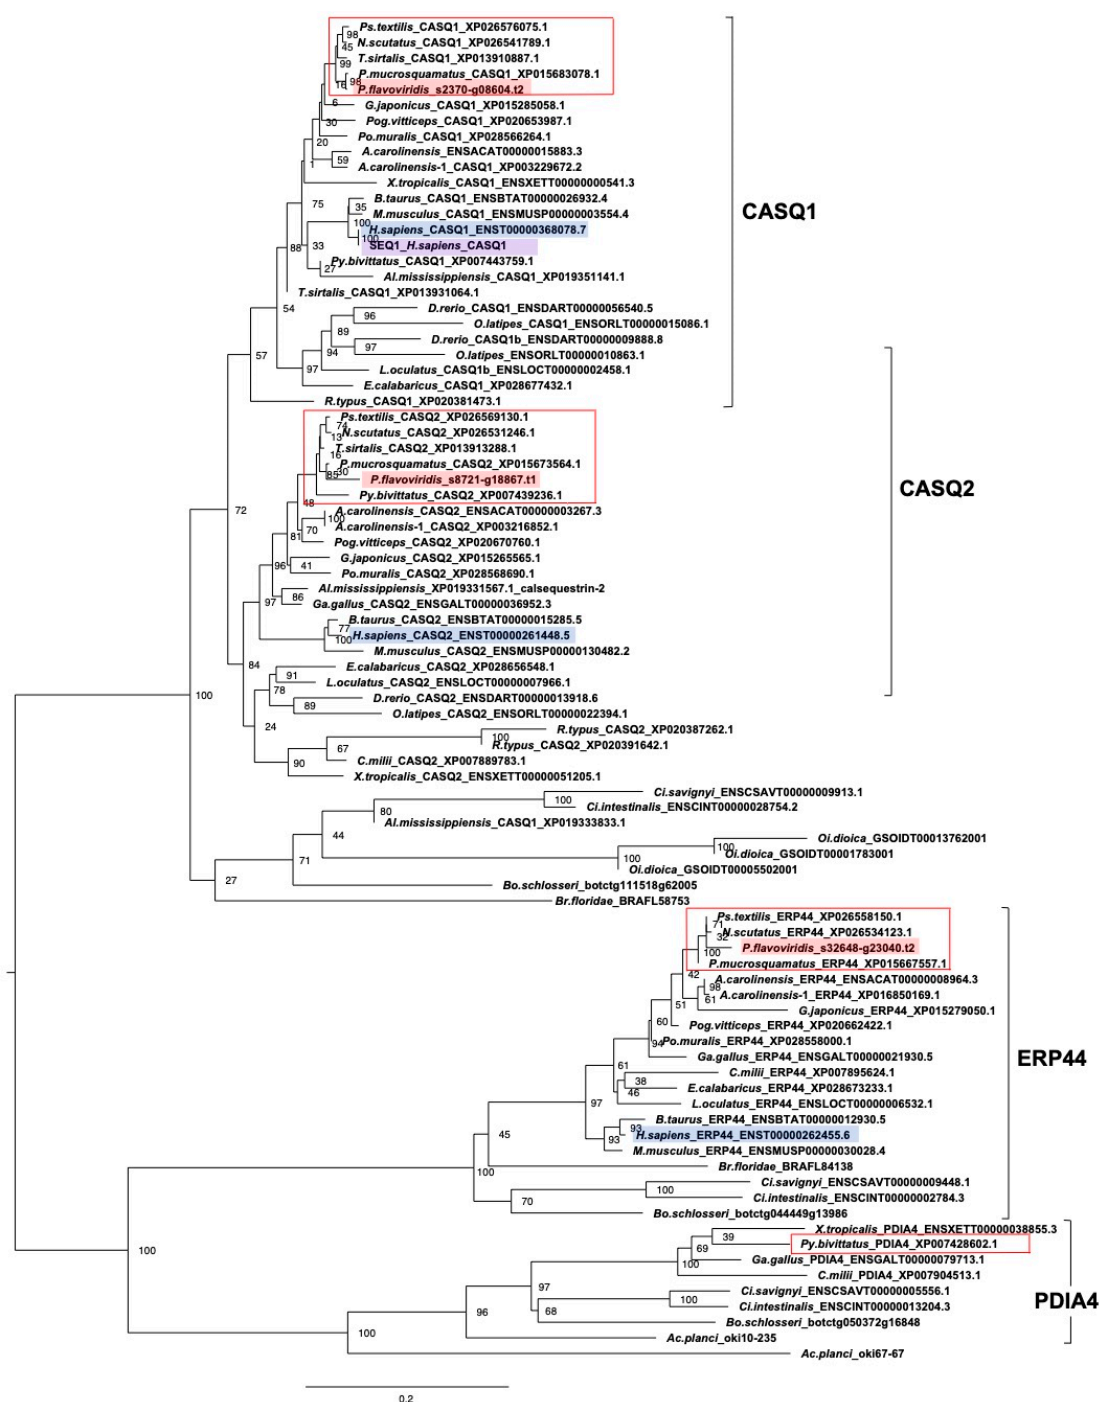 Ps.textilis_CASQ1_XP026576075.1
98
N.scutatus_CASQ1_XP026541789.1
45
T.sirtalis_CASQ1_XP013910887.1
99
P.mucrosquamatus_CASQ1_XP015683078.1
98
P.flavoviridis_s2370-g08604.t2
6
G.japonicus_CASQ1_XP015285058.1
30
Pog.vitticeps_CASQ1_XP020653987.1
Po.muralis_CASQ1_XP028566264.1
20
A.carolinensis_ENSACAT00000015883.3
59
1
A.carolinensis-1_CASQ1_XP003229672.2
X.tropicalis_CASQ1_ENSXETT00000000541.3
75
B.taurus_CASQ1_ENSBTAT00000026932.4
35
M.musculus_CASQ1_ENSMUSP00000003554.4
CASQ1
100
H.sapiens_CASQ1_ENST00000368078.7
100
88
33
SEQ1_H.sapiens_CASQ1
Py.bivittatus_CASQ1_XP007443759.1
27
Al.mississippiensis_CASQ1_XP019351141.1
T.sirtalis_CASQ1_XP013931064.1
54
D.rerio_CASQ1_ENSDART00000056540.5
96
O.latipes_CASQ1_ENSORLT00000015086.1
89
D.rerio_CASQ1b_ENSDART00000009888.8
97
94
57
O.latipes_ENSORLT00000010863.1
97
L.oculatus_CASQ1b_ENSLOCT00000002458.1
E.calabaricus_CASQ1_XP028677432.1
R.typus_CASQ1_XP020381473.1
Ps.textilis_CASQ2_XP026569130.1
74
N.scutatus_CASQ2_XP026531246.1
13
T.sirtalis_CASQ2_XP013913288.1
16
P.mucrosquamatus_CASQ2_XP015673564.1
85
30
P.flavoviridis_s8721-g18867.t1
CASQ2
Py.bivittatus_CASQ2_XP007439236.1
48
72
A.carolinensis_CASQ2_ENSACAT00000003267.3
100
70
A.carolinensis-1_CASQ2_XP003216852.1
81
Pog.vitticeps_CASQ2_XP020670760.1
G.japonicus_CASQ2_XP015265565.1
96
41
Po.muralis_CASQ2_XP028568690.1
Al.mississippiensis_XP019331567.1_calsequestrin-2
97
86
Ga.gallus_CASQ2_ENSGALT00000036952.3
B.taurus_CASQ2_ENSBTAT00000015285.5
77
100
H.sapiens_CASQ2_ENST00000261448.5
M.musculus_CASQ2_ENSMUSP00000130482.2
84
E.calabaricus_CASQ2_XP028656548.1
91
L.oculatus_CASQ2_ENSLOCT00000007966.1
78
100
D.rerio_CASQ2_ENSDART00000013918.6
89
O.latipes_CASQ2_ENSORLT00000022394.1
24
R.typus_CASQ2_XP020387262.1
100
R.typus_CASQ2_XP020391642.1
67
C.milii_CASQ2_XP007889783.1
90
X.tropicalis_CASQ2_ENSXETT00000051205.1
Ci.savignyi_ENSCSAVT00000009913.1
100
Ci.intestinalis_ENSCINT00000028754.2
80
Al.mississippiensis_CASQ1_XP019333833.1
44
Oi.dioica_GSOIDT00013762001
100
Oi.dioica_GSOIDT00001783001
71
100
Oi.dioica_GSOIDT00005502001
27
Bo.schlosseri_botctg111518g62005
Br.floridae_BRAFL58753
Ps.textilis_ERP44_XP026558150.1
71
N.scutatus_ERP44_XP026534123.1
32
P.flavoviridis_s32648-g23040.t2
100
P.mucrosquamatus_ERP44_XP015667557.1
42
A.carolinensis_ERP44_ENSACAT00000008964.3
98
61
A.carolinensis-1_ERP44_XP016850169.1
51
G.japonicus_ERP44_XP015279050.1
60
Pog.vitticeps_ERP44_XP020662422.1
94
Po.muralis_ERP44_XP028558000.1
Ga.gallus_ERP44_ENSGALT00000021930.5
ERP44
61
C.milii_ERP44_XP007895624.1
38
E.calabaricus_ERP44_XP028673233.1
46
97
L.oculatus_ERP44_ENSLOCT00000006532.1
B.taurus_ERP44_ENSBTAT00000012930.5
93
45
93
H.sapiens_ERP44_ENST00000262455.6
M.musculus_ERP44_ENSMUSP00000030028.4
100
Br.floridae_BRAFL84138
Ci.savignyi_ENSCSAVT00000009448.1
100
70
Ci.intestinalis_ENSCINT00000002784.3
Bo.schlosseri_botctg044449g13986
X.tropicalis_PDIA4_ENSXETT00000038855.3
39
100
69
Py.bivittatus_PDIA4_XP007428602.1
100
Ga.gallus_PDIA4_ENSGALT00000079713.1
C.milii_PDIA4_XP007904513.1
97
Ci.savignyi_ENSCSAVT00000005556.1
PDIA4
100
96
68
Ci.intestinalis_ENSCINT00000013204.3
Bo.schlosseri_botctg050372g16848
100
Ac.planci_oki10-235
Ac.planci_oki67-67
0.2